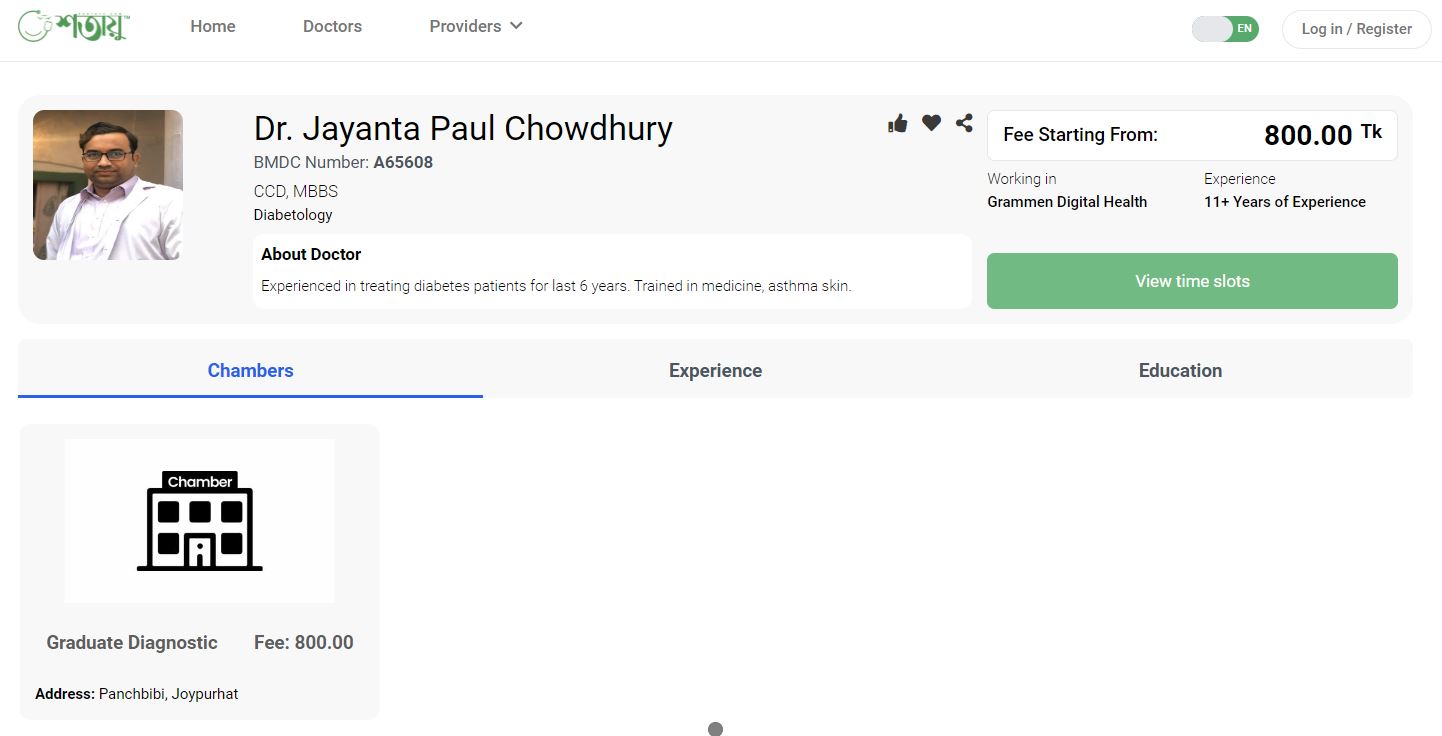 শতায়ু
Home
Doctors
Providers
EN
Log in / Register
Dr. Jayanta Paul Chowdhury
BMDC Number: A65608
CCD, MBBS
Diabetology
About Doctor
Experienced in treating diabetes patients for last 6 years. Trained in medicine, asthma skin.
Fee Starting From: 800.00 Tk
Working in
Grammen Digital Health
Experience
11+ Years of Experience
View time slots
Chambers
Experience
Education
Chamber
Graduate Diagnostic Fee: 800.00
Address: Panchbibi, Joypurhat